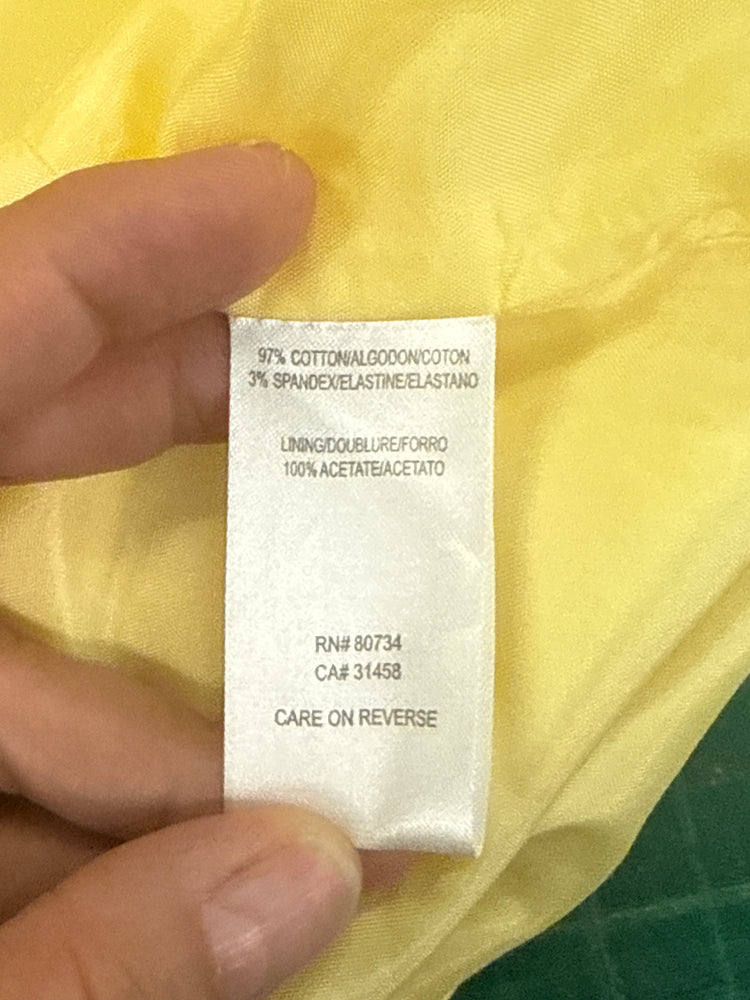 97% COTTON/ALGODON/COTON
3% SPANDEX/ELASTINE/ELASTANO
LINING/DOUBLURE/FORRO
100% ACETATE/ACETATO
RN# 80734
CA# 31458
CARE ON REVERSE